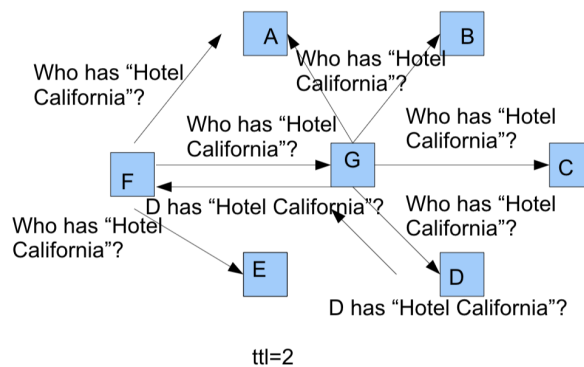 A
B
Who has “Hotel
California”?
Who has “Hotel
California”?
Who has “Hotel
California”?
Who has “Hotel
California”?
G
C
F
D has “Hotel California”?
Who has “Hotel
California”?
Who has “Hotel
California”?
E
D
D has “Hotel California”?
ttl=2